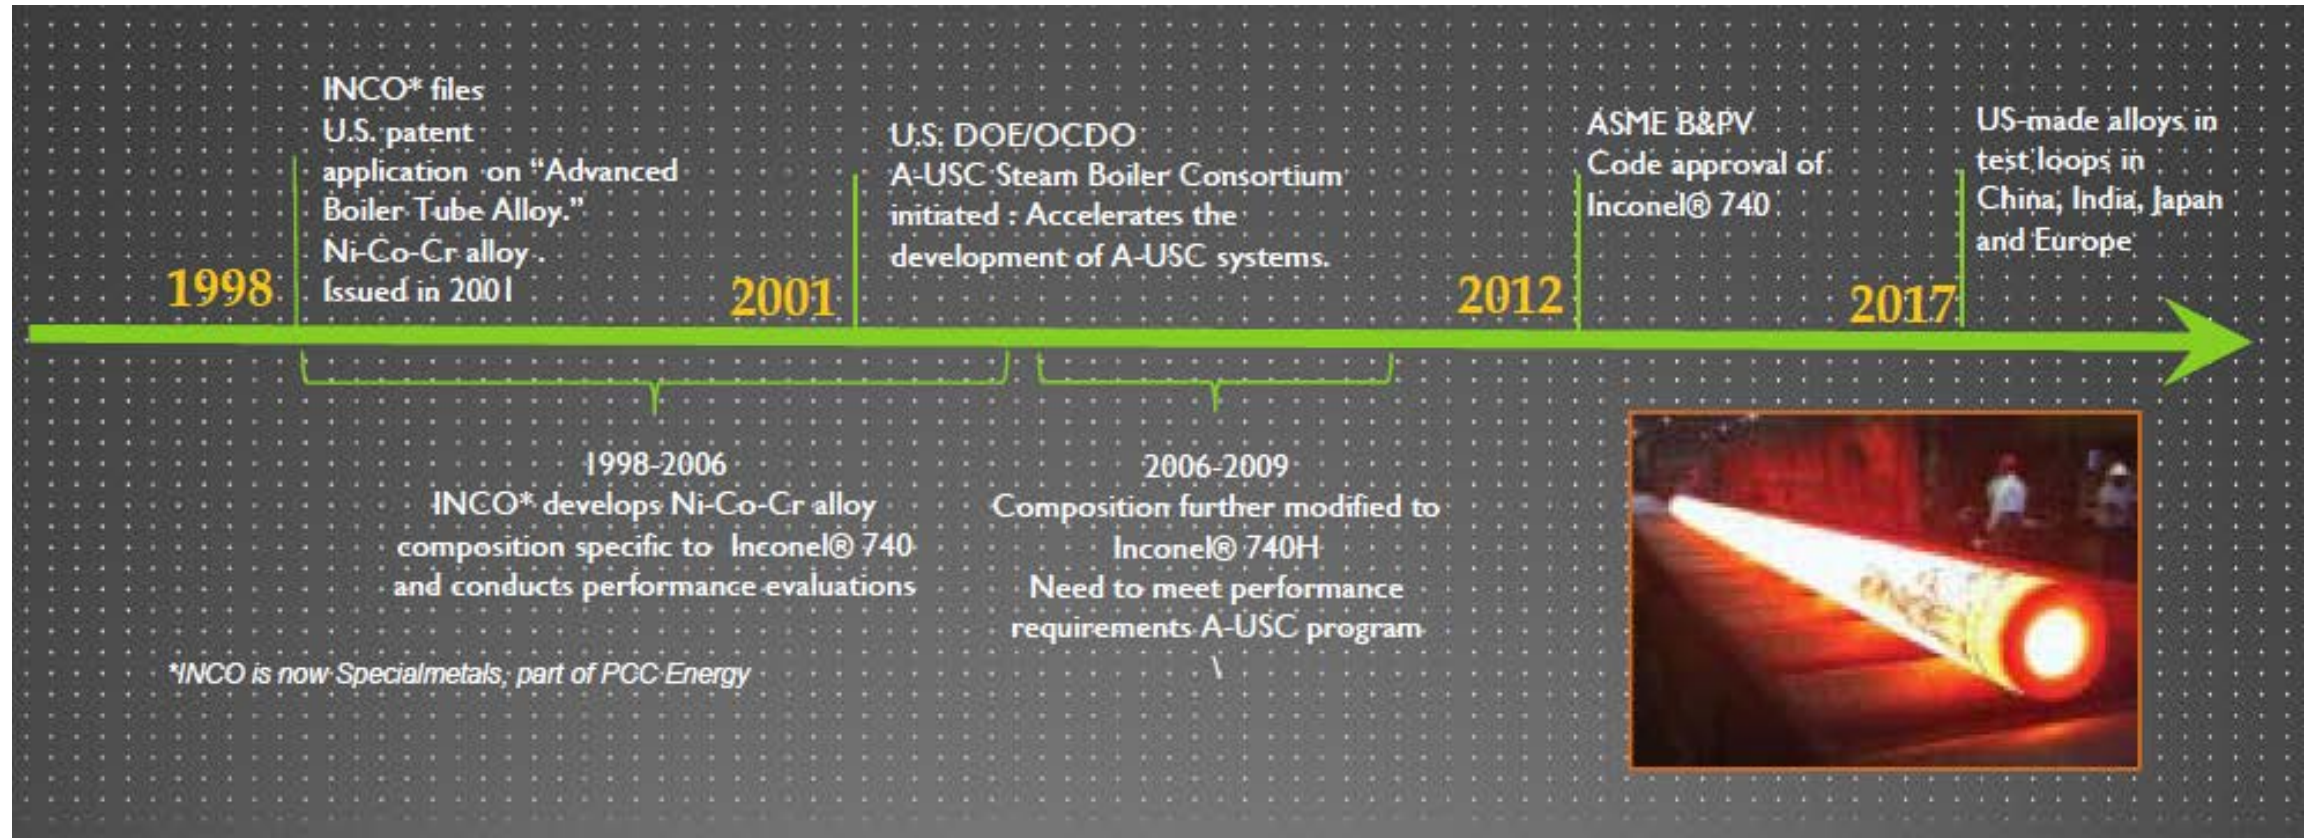 1998
INCO* files
U.S. patent
application on “Advanced
Boiler Tube Alloy.”
Ni-Co-Cr alloy .
Issued in 2001
2001
U.S. DOE/OCDO
A-USC Steam Boiler Consortium
initiated : Accelerates the
development of A-USC systems.
2012
ASME B&PV
Code approval of
Inconel® 740
2017
US-made alloys in
test loops in
China, India, Japan
and Europe
1998-2006
INCO* develops Ni-Co-Cr alloy
composition specific to Inconel® 740
and conducts performance evaluations
2006-2009
Composition further modified to
Inconel® 740H
Need to meet performance
requirements A-USC program
\
*INCO is now Specialmetals, part of PCC Energy